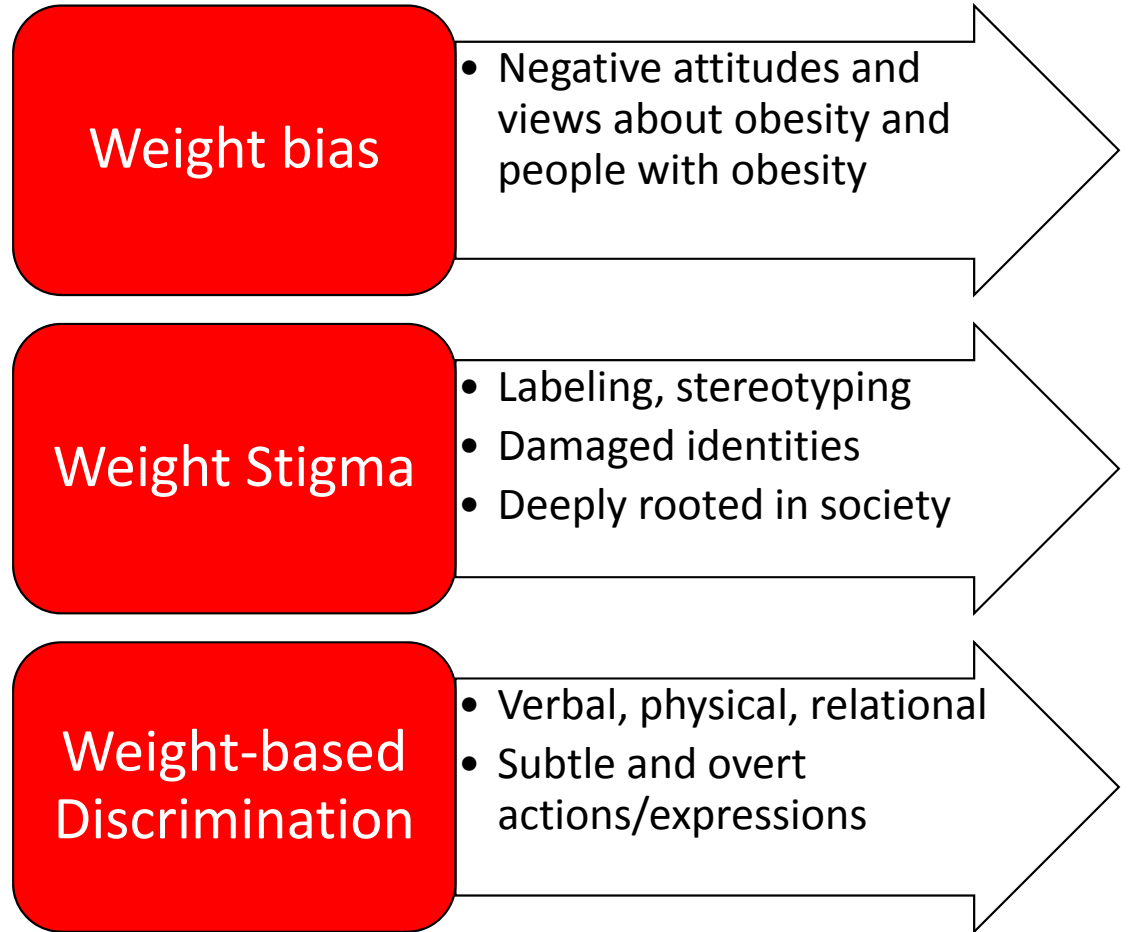 Weight bias
• Negative attitudes and
views about obesity and
people with obesity
Weight Stigma
• Labeling, stereotyping
• Damaged identities
• Deeply rooted in society
Weight-based
Discrimination
• Verbal, physical, relational
• Subtle and overt
actions/expressions